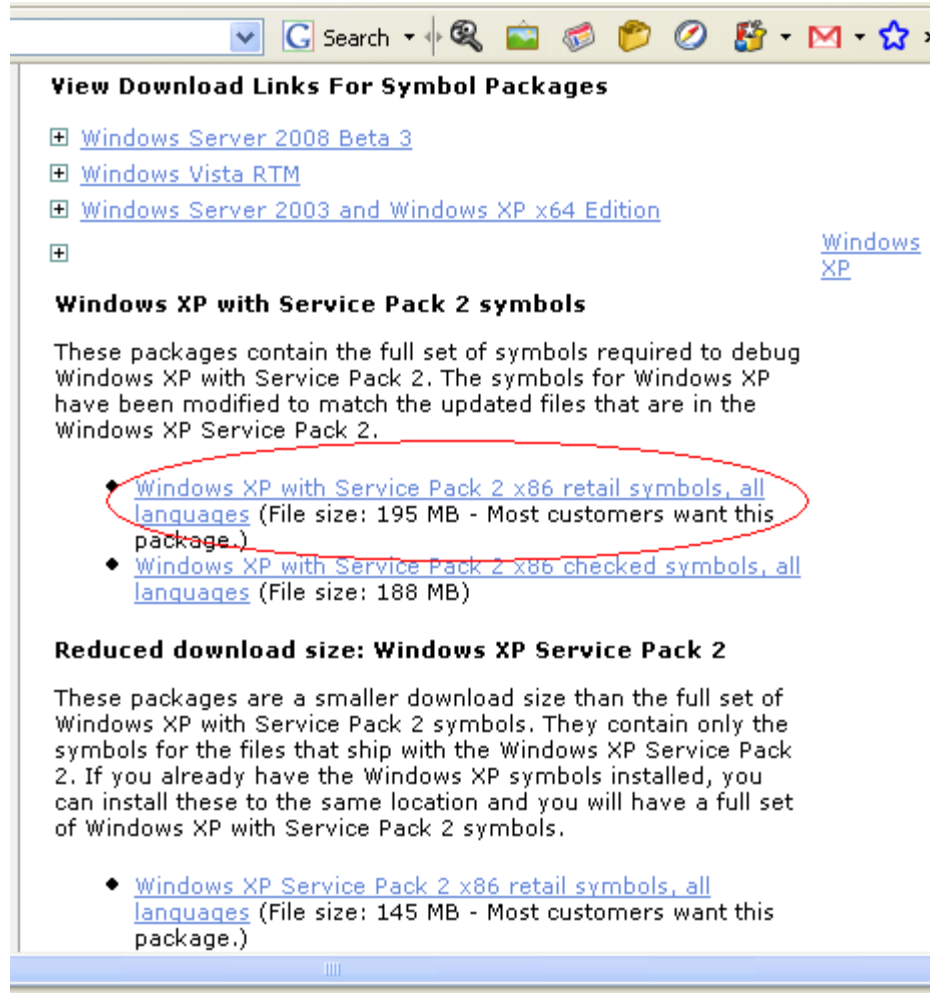 Search
View Download Links For Symbol Packages
Windows Server 2008 Beta 3
Windows Vista RTM
Windows Server 2003 and Windows XP x64 Edition
Windows
XP
Windows XP with Service Pack 2 symbols
These packages contain the full set of symbols required to debug
Windows XP with Service Pack 2. The symbols for Windows XP
have been modified to match the updated files that are in the
Windows XP Service Pack 2.
Windows XP with Service Pack 2 x86 retail symbols, all
languages (File size: 195 MB - Most customers want this
package.)
Windows XP with Service Pack 2 x86 checked symbols, all
languages (File size: 188 MB)
Reduced download size: Windows XP Service Pack 2
These packages are a smaller download size than the full set of
Windows XP with Service Pack 2 symbols. They contain only the
symbols for the files that ship with the Windows XP Service Pack
2. If you already have the Windows XP symbols installed, you
can install these to the same location and you will have a full set
of Windows XP with Service Pack 2 symbols.
Windows XP Service Pack 2 x86 retail symbols, all
languages (File size: 145 MB - Most customers want this
package.)